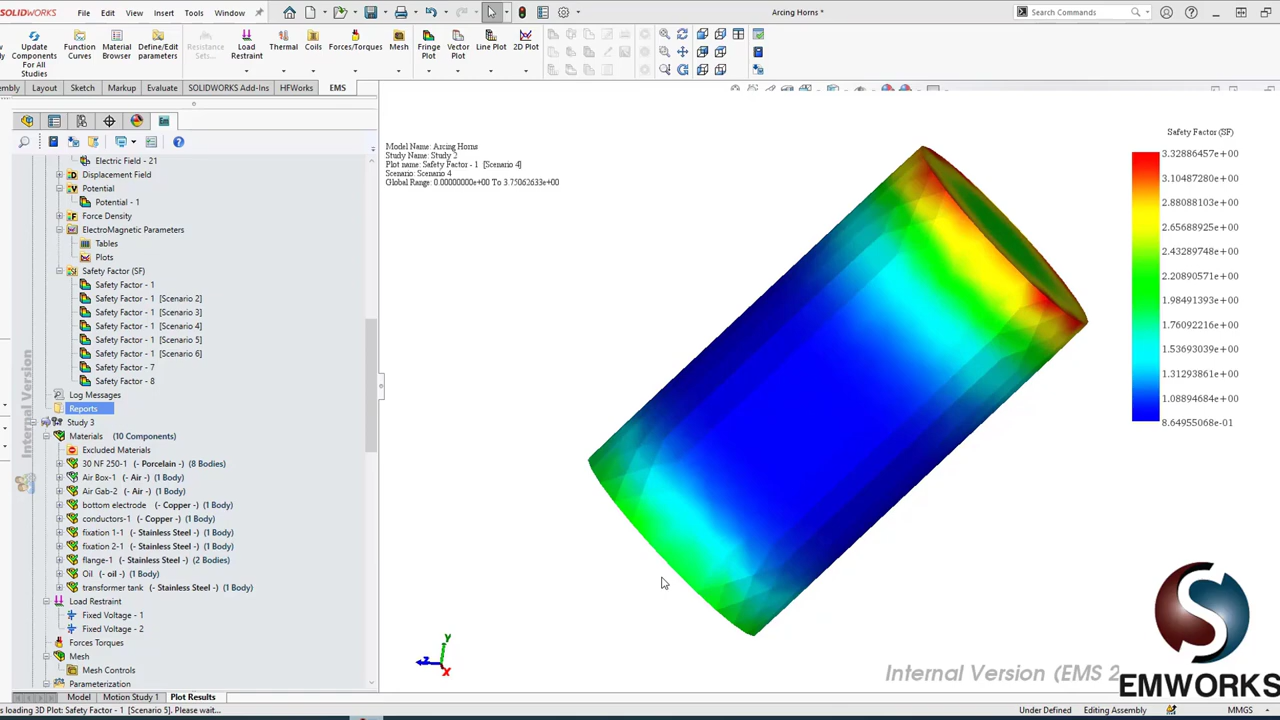 SOLIDWORKS
File Edit View Insert Tools Window
Arcing Horns *
Search Commands
Update Components For All Studies
Function Curves
Material Browser
Define/Edit parameters
Resistance Sets...
Load Restraint
Thermal
Coils
Forces/Torques
Mesh
Fringe Plot
Vector Plot
Line Plot
2D Plot
Layout Sketch Markup Evaluate SOLIDWORKS Add-Ins HFWorks EMS
Electric Field - 21
Displacement Field
Potential
Potential - 1
Force Density
ElectroMagnetic Parameters
Tables
Plots
Safety Factor (SF)
Safety Factor - 1
Safety Factor - 1 [Scenario 2]
Safety Factor - 1 [Scenario 3]
Safety Factor - 1 [Scenario 4]
Safety Factor - 1 [Scenario 5]
Safety Factor - 1 [Scenario 6]
Safety Factor - 7
Safety Factor - 8
Log Messages
Reports
Study 3
Materials (10 Components)
Excluded Materials
30 NF 250-1 (- Porcelain -) (8 Bodies)
Air Box-1 (- Air -) (1 Body)
Air Gab-2 (- Air -) (1 Body)
bottom electrode (- Copper -) (1 Body)
conductors-1 (- Copper -) (1 Body)
fixation 1-1 (- Stainless Steel -) (1 Body)
fixation 2-1 (- Stainless Steel -) (1 Body)
flange-1 (- Stainless Steel -) (2 Bodies)
Oil (- oil -) (1 Body)
transformer tank (- Stainless Steel -) (1 Body)
Load Restraint
Fixed Voltage - 1
Fixed Voltage - 2
Forces Torques
Mesh
Mesh Controls
Parameterization
Internal Version
Model Name: Arcing Horns
Study Name: Study 2
Plot name: Safety Factor - 1 [Scenario 4]
Scenario: Scenario 4
Global Range: 0.00000000e+00 To 3.75062633e+00
Safety Factor (SF)
3.32886457e+00
3.10487280e+00
2.88088103e+00
2.65688925e+00
2.43289748e+00
2.20890571e+00
1.98491393e+00
1.76092216e+00
1.53693039e+00
1.31293861e+00
1.08894684e+00
8.64955068e-01
Y
Z
X
Internal Version (EMS 2
EMWORKS
Model Motion Study 1 Plot Results
s loading 3D Plot: Safety Factor - 1 [Scenario 5]. Please wait...
Under Defined Editing Assembly MMGS